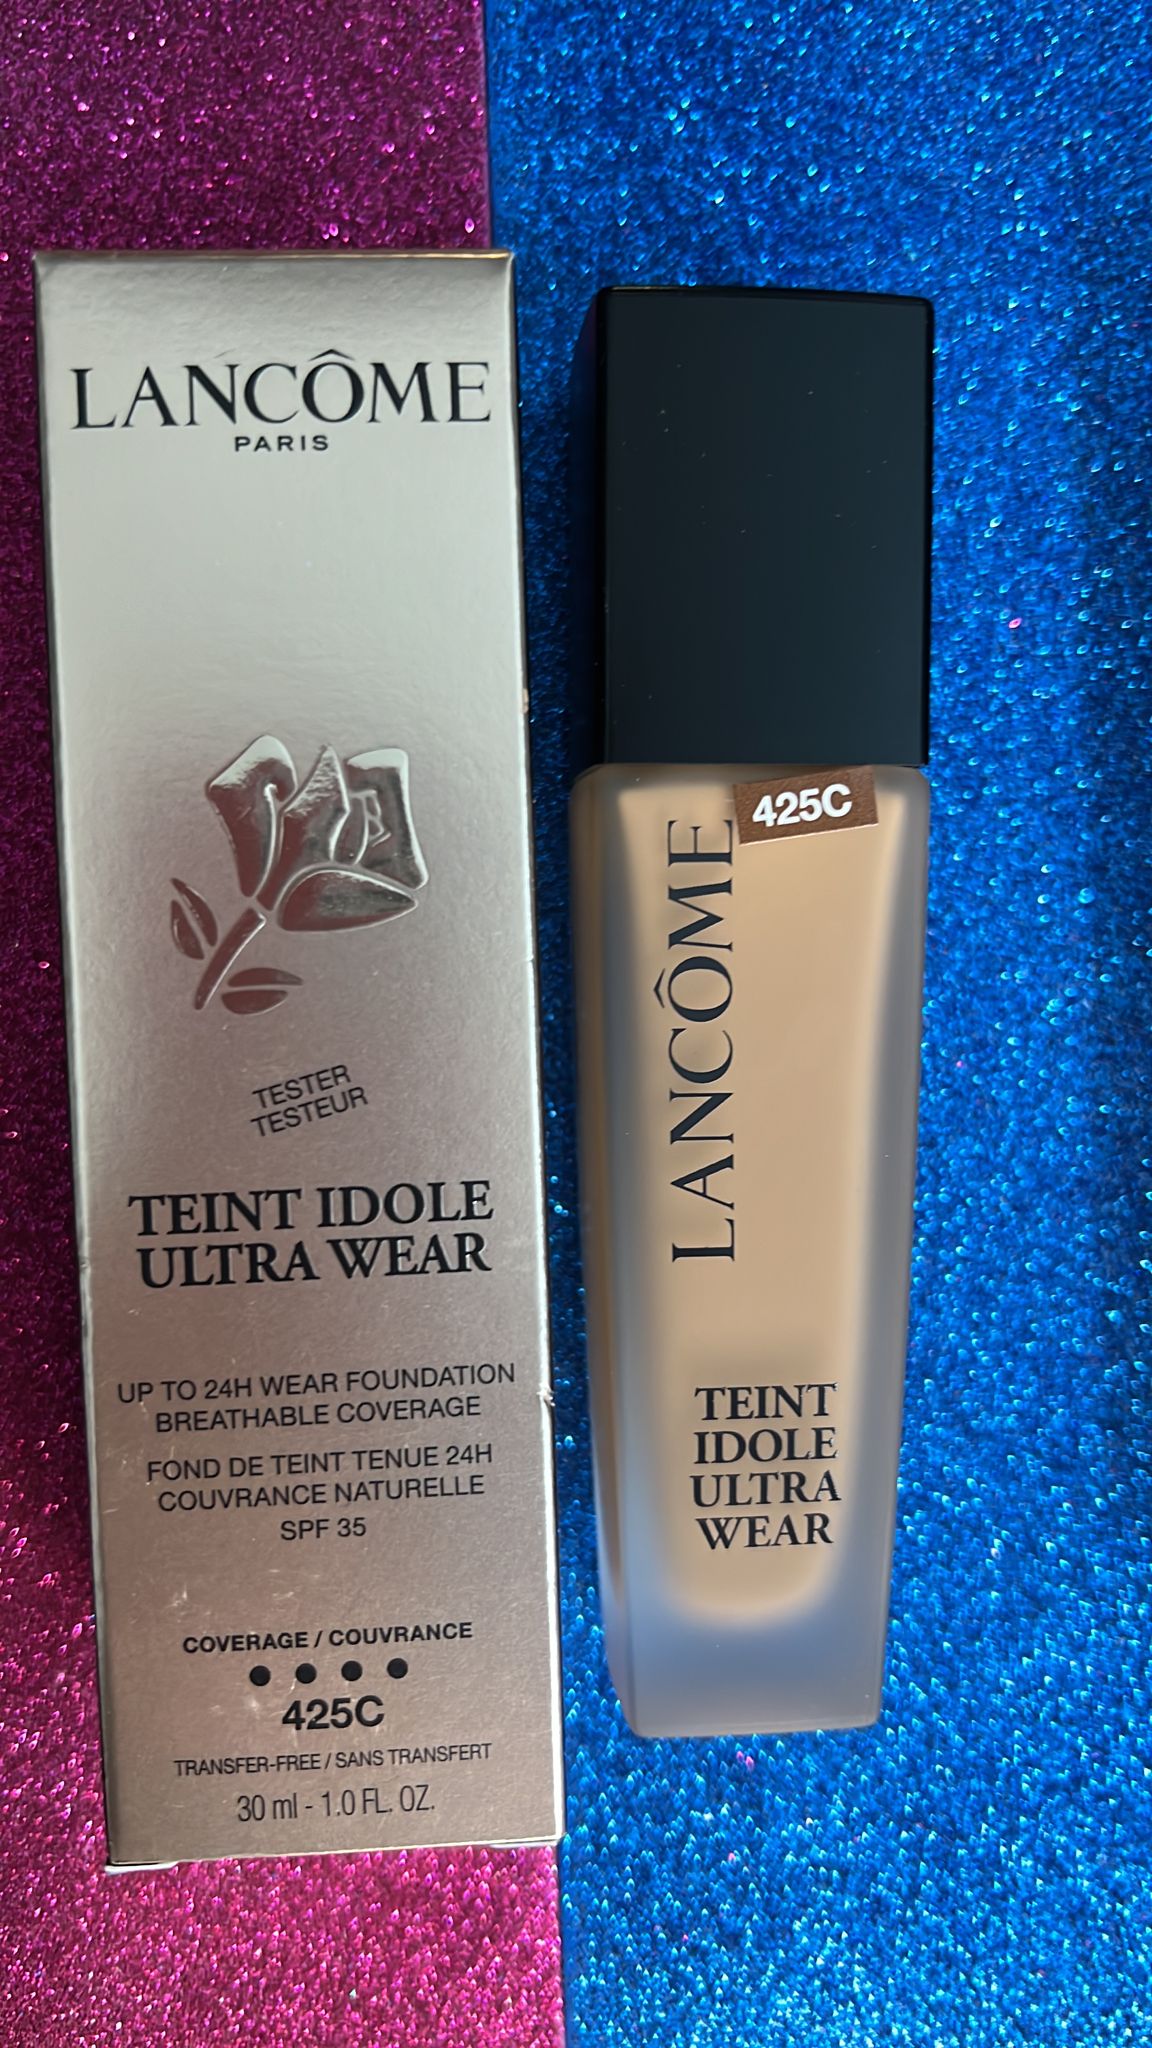 LANCÔME
PARIS
TESTER
TESTEUR
TEINT IDOLE
ULTRA WEAR
UP TO 24H WEAR FOUNDATION
BREATHABLE COVERAGE
FOND DE TEINT TENUE 24H
COUVRANCE NATURELLE
SPF 35
COVERAGE / COUVRANCE
425C
TRANSFER-FREE / SANS TRANSFERT
30 ml - 1.0 FL. OZ.
425C
LANCÔME
TEINT
IDOLE
ULTRA
WEAR